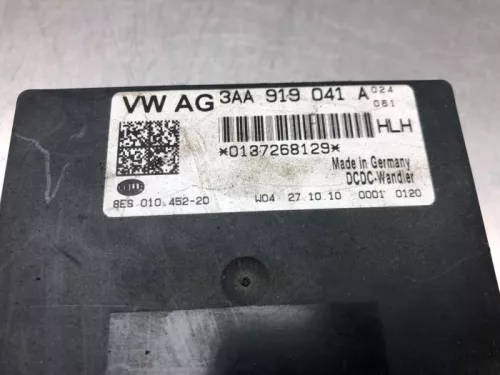 VW AG 3AA 919 041 A 024
081
HLH
*0137268129*
Made in Germany
DCDC-Wandler
8ES 010.452-20 W04 27.10.10 0001 0120